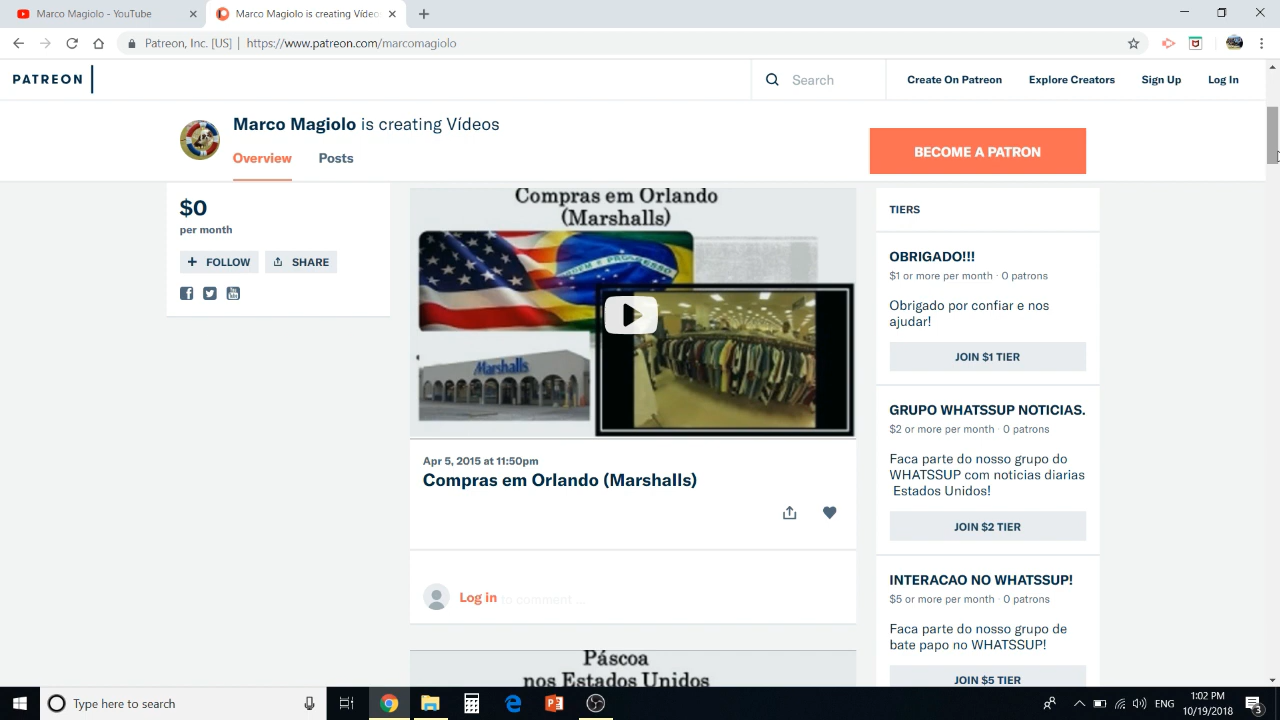 Marco Magiolo - YouTube
Marco Magiolo is creating Vídeos
Patreon, Inc. [US] | https://www.patreon.com/marcomagiolo
PATREON
Search
Create On Patreon
Explore Creators
Sign Up
Log In
Marco Magiolo is creating Vídeos
Overview
Posts
BECOME A PATRON
$0
per month
+ FOLLOW
SHARE
Compras em Orlando
(Marshalls)
Marshalls
Apr 5, 2015 at 11:50pm
Compras em Orlando (Marshalls)
Log in to comment ...
Páscoa
nos Estados Unidos
TIERS
OBRIGADO!!!
$1 or more per month · 0 patrons
Obrigado por confiar e nos
ajudar!
JOIN $1 TIER
GRUPO WHATSSUP NOTICIAS.
$2 or more per month · 0 patrons
Faca parte do nosso grupo do
WHATSSUP com noticias diarias
Estados Unidos!
JOIN $2 TIER
INTERACAO NO WHATSSUP!
$5 or more per month · 0 patrons
Faca parte do nosso grupo de
bate papo no WHATSSUP!
JOIN $5 TIER
Type here to search
ENG
1:02 PM
10/19/2018
3